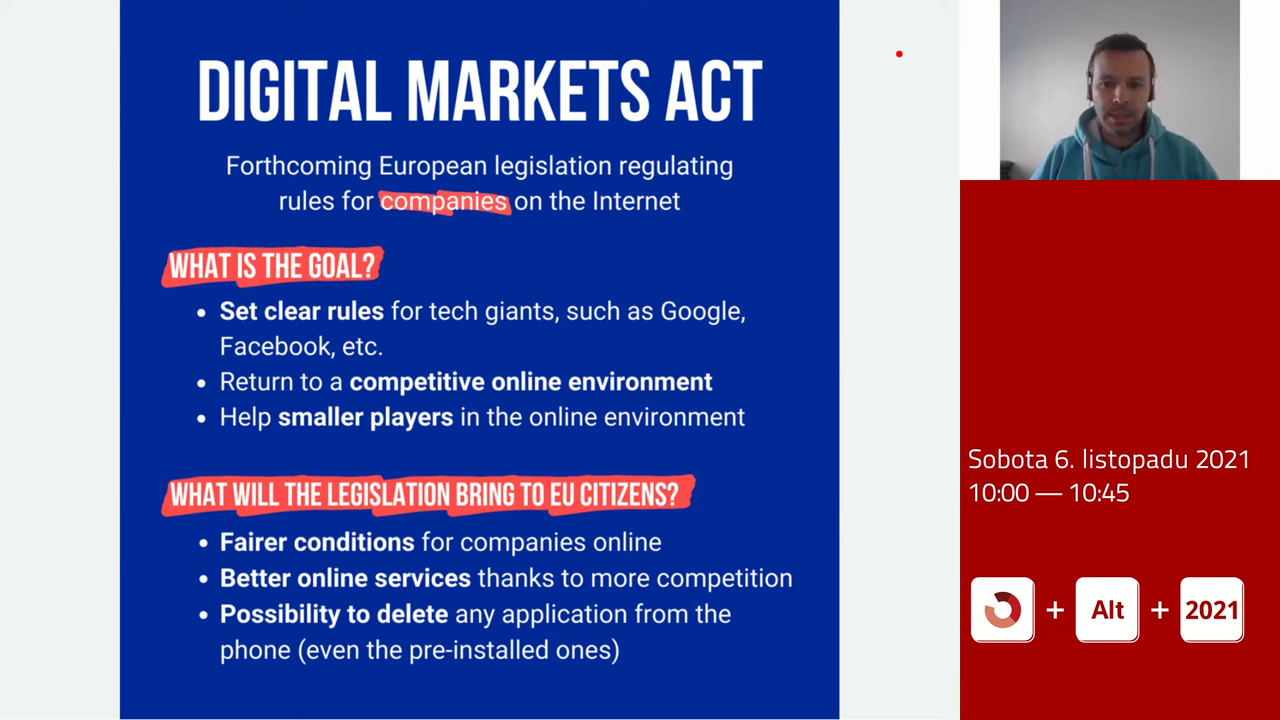 DIGITAL MARKETS ACT
Forthcoming European legislation regulating
rules for companies on the Internet
WHAT IS THE GOAL?
• Set clear rules for tech giants, such as Google,
Facebook, etc.
• Return to a competitive online environment
• Help smaller players in the online environment
WHAT WILL THE LEGISLATION BRING TO EU CITIZENS?
• Fairer conditions for companies online
• Better online services thanks to more competition
• Possibility to delete any application from the
phone (even the pre-installed ones)
Sobota 6. listopadu 2021
10:00 — 10:45
+ Alt + 2021